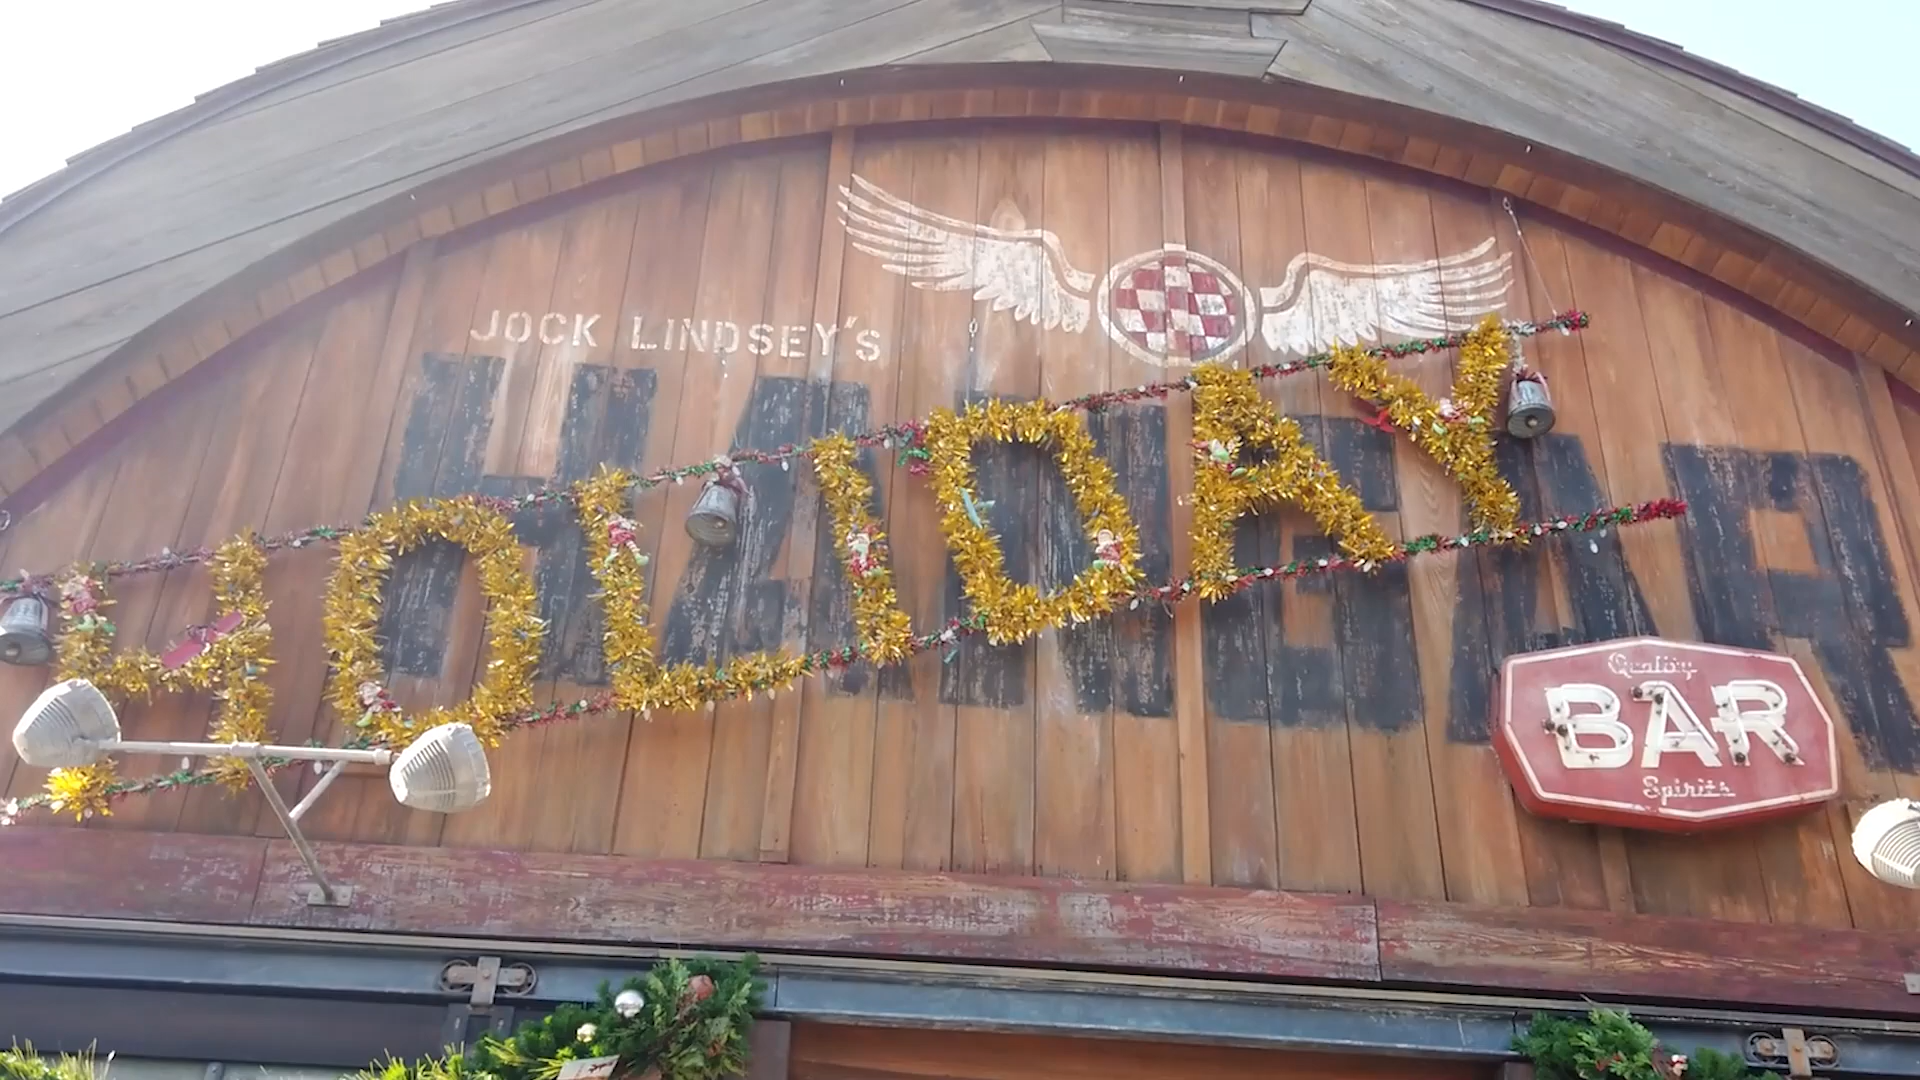 JOCK LINDSEY'S
HANGAR
HOLIDAY
Quality
BAR
Spirits